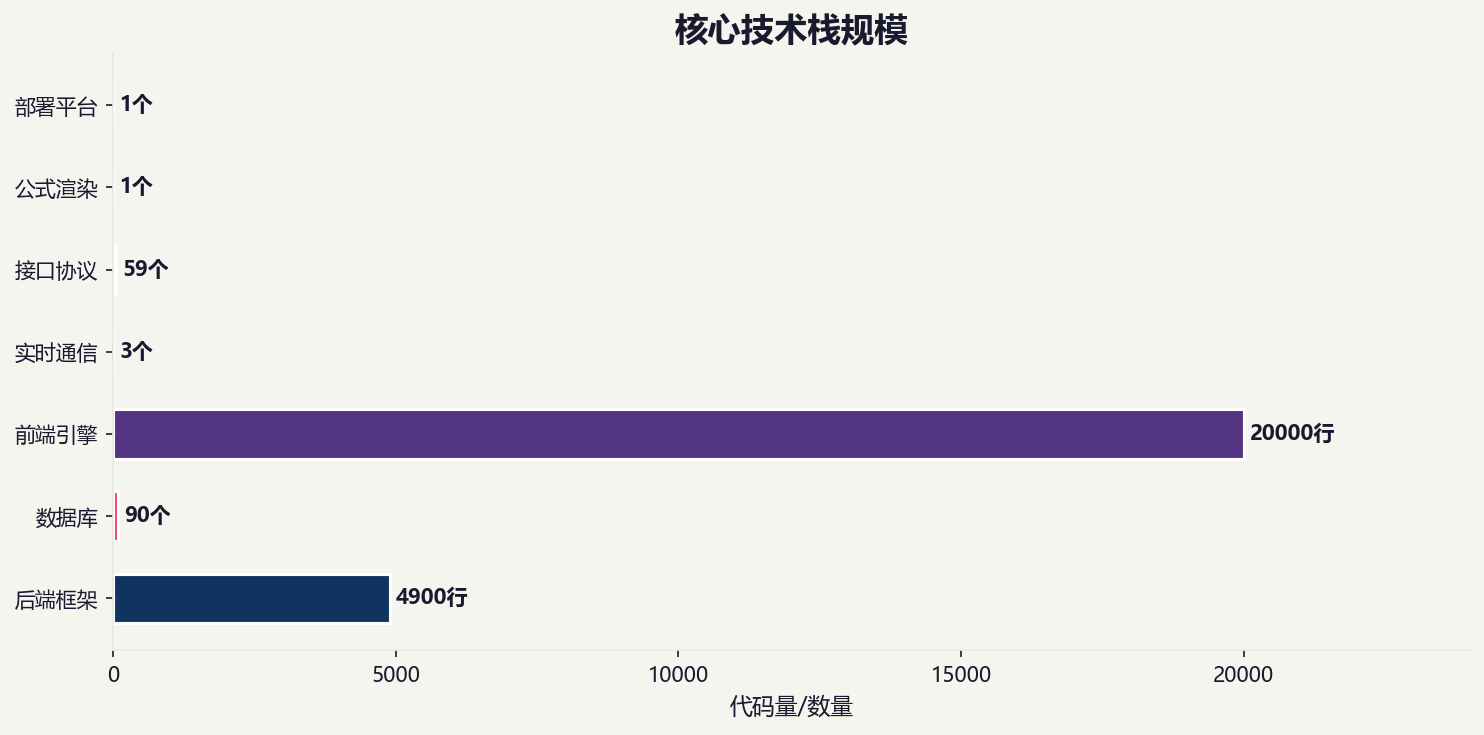 核心技术栈规模
部署平台 1个
公式渲染 1个
接口协议 59个
实时通信 3个
前端引擎 20000行
数据库 90个
后端框架 4900行
0 5000 10000 15000 20000
代码量/数量